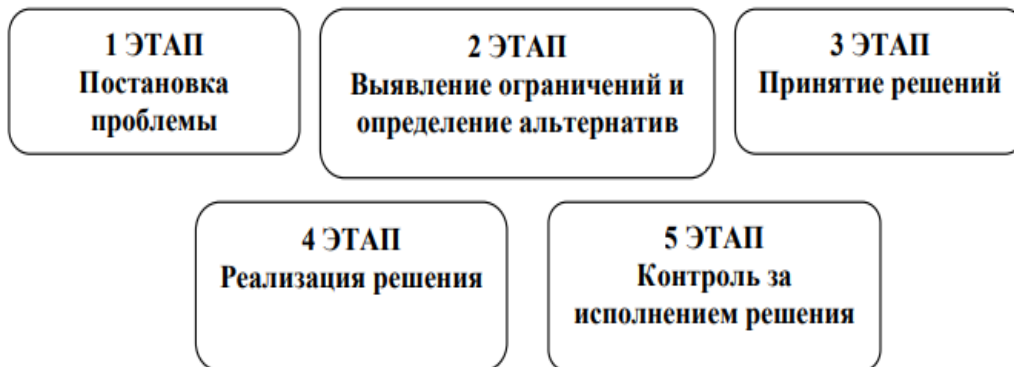 1 ЭТАП
Постановка
проблемы
2 ЭТАП
Выявление ограничений и
определение альтернатив
3 ЭТАП
Принятие решений
4 ЭТАП
Реализация решения
5 ЭТАП
Контроль за
исполнением решения